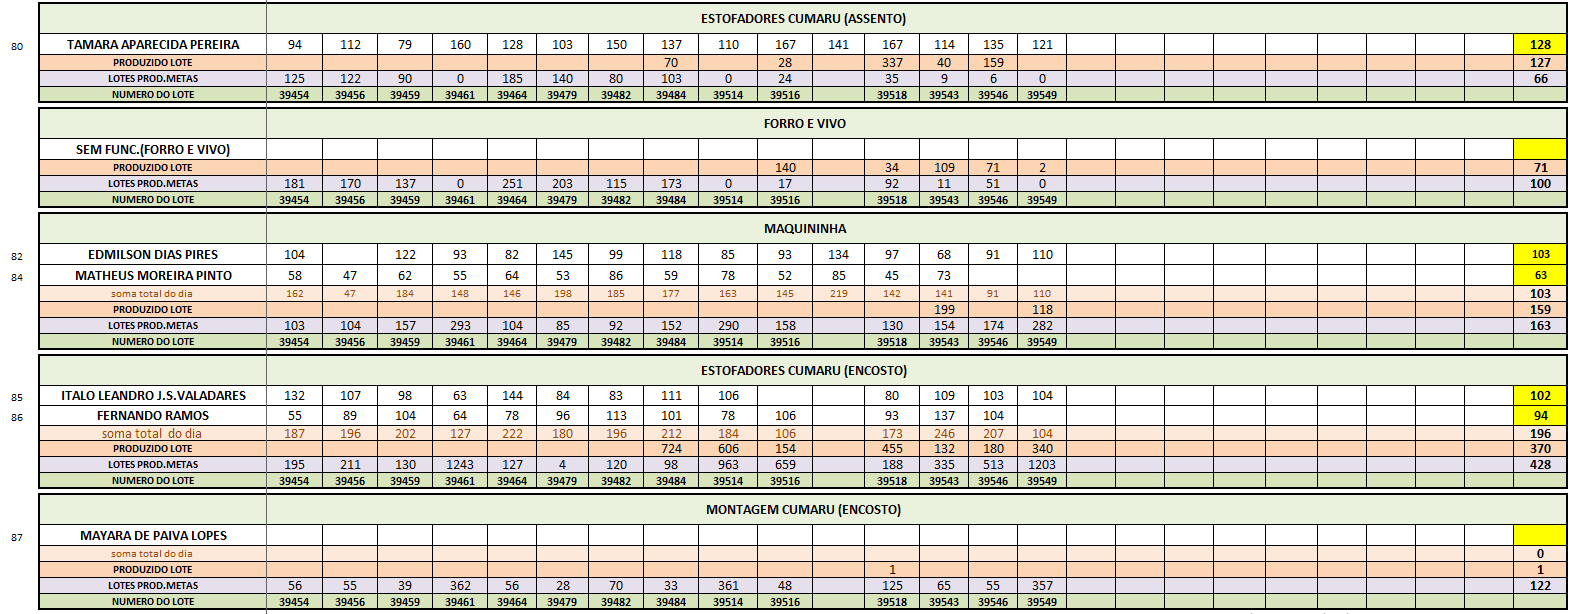 ESTOFADORES CUMARU (ASSENTO)
80 TAMARA APARECIDA PEREIRA 94 112 79 160 128 103 150 137 110 167 141 167 114 135 121 128
PRODUZIDO LOTE 70 28 337 40 159 127
LOTES PROD.METAS 125 122 90 0 185 140 80 103 0 24 35 9 6 0 66
NUMERO DO LOTE 39454 39456 39459 39461 39464 39479 39482 39484 39514 39516 39518 39543 39546 39549
FORRO E VIVO
SEM FUNC.(FORRO E VIVO)
PRODUZIDO LOTE 140 34 109 71 2 71
LOTES PROD.METAS 181 170 137 0 251 203 115 173 0 17 92 11 51 0 100
NUMERO DO LOTE 39454 39456 39459 39461 39464 39479 39482 39484 39514 39516 39518 39543 39546 39549
MAQUININHA
82 EDMILSON DIAS PIRES 104 122 93 82 145 99 118 85 93 134 97 68 91 110 103
84 MATHEUS MOREIRA PINTO 58 47 62 55 64 53 86 59 78 52 85 45 73 63
soma total do dia 162 47 184 148 146 198 185 177 163 145 219 142 141 91 110 103
PRODUZIDO LOTE 199 118 159
LOTES PROD.METAS 103 104 157 293 104 85 92 152 290 158 130 154 174 282 163
NUMERO DO LOTE 39454 39456 39459 39461 39464 39479 39482 39484 39514 39516 39518 39543 39546 39549
ESTOFADORES CUMARU (ENCOSTO)
85 ITALO LEANDRO J.S.VALADARES 132 107 98 63 144 84 83 111 106 80 109 103 104 102
86 FERNANDO RAMOS 55 89 104 64 78 96 113 101 78 106 93 137 104 94
soma total do dia 187 196 202 127 222 180 196 212 184 106 173 246 207 104 196
PRODUZIDO LOTE 724 606 154 455 132 180 340 370
LOTES PROD.METAS 195 211 130 1243 127 4 120 98 963 659 188 335 513 1203 428
NUMERO DO LOTE 39454 39456 39459 39461 39464 39479 39482 39484 39514 39516 39518 39543 39546 39549
MONTAGEM CUMARU (ENCOSTO)
87 MAYARA DE PAIVA LOPES
soma total do dia 0
PRODUZIDO LOTE 1 1
LOTES PROD.METAS 56 55 39 362 56 28 70 33 361 48 125 65 55 357 122
NUMERO DO LOTE 39454 39456 39459 39461 39464 39479 39482 39484 39514 39516 39518 39543 39546 39549